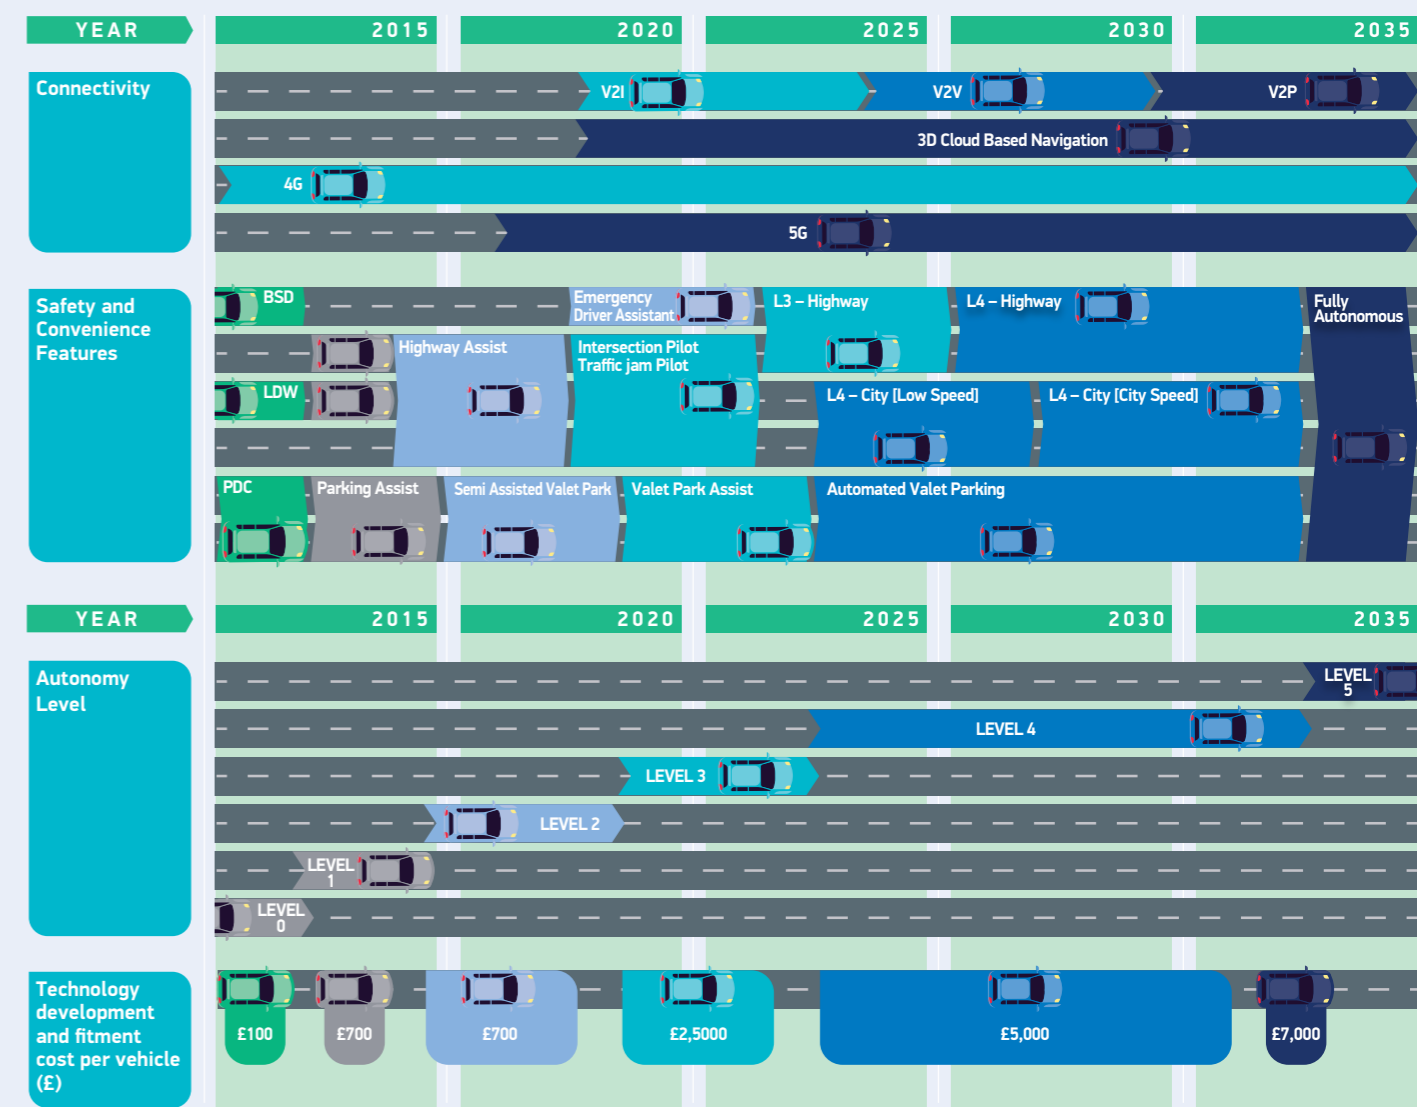 YEAR
2015
2020
2025
2030
2035
Connectivity
V2I
V2V
V2P
3D Cloud Based Navigation
4G
5G
Safety and
Convenience
Features
BSD
Emergency
Driver Assistant
L3 – Highway
L4 – Highway
Fully
Autonomous
Highway Assist
Intersection Pilot
Traffic jam Pilot
LDW
L4 – City [Low Speed]
L4 – City [City Speed]
PDC
Parking Assist
Semi Assisted Valet Park
Valet Park Assist
Automated Valet Parking
YEAR
2015
2020
2025
2030
2035
Autonomy
Level
LEVEL
5
LEVEL 4
LEVEL 3
LEVEL 2
LEVEL
1
LEVEL
0
Technology
development
and fitment
cost per vehicle
(£)
£100
£700
£700
£2,5000
£5,000
£7,000